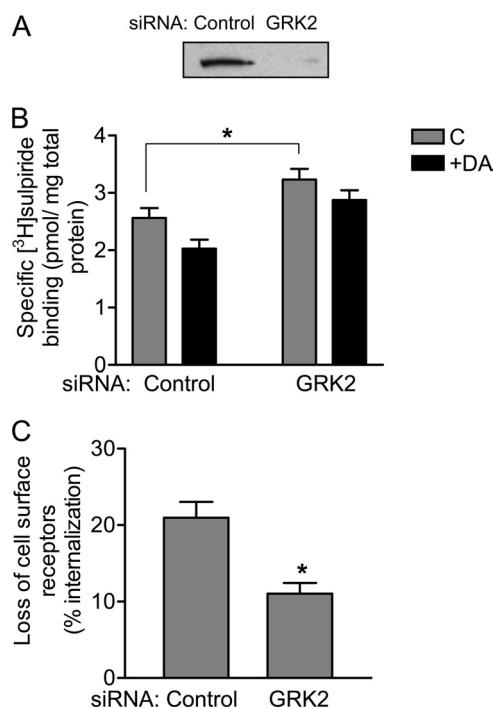 A
siRNA: Control GRK2
B
Specific [³H]sulpiride
binding (pmol/ mg total
protein)
4
3
2
1
0
*
C
+DA
siRNA: Control GRK2
C
Loss of cell surface
receptors
(% internalization)
30
20
10
0
*
siRNA: Control GRK2